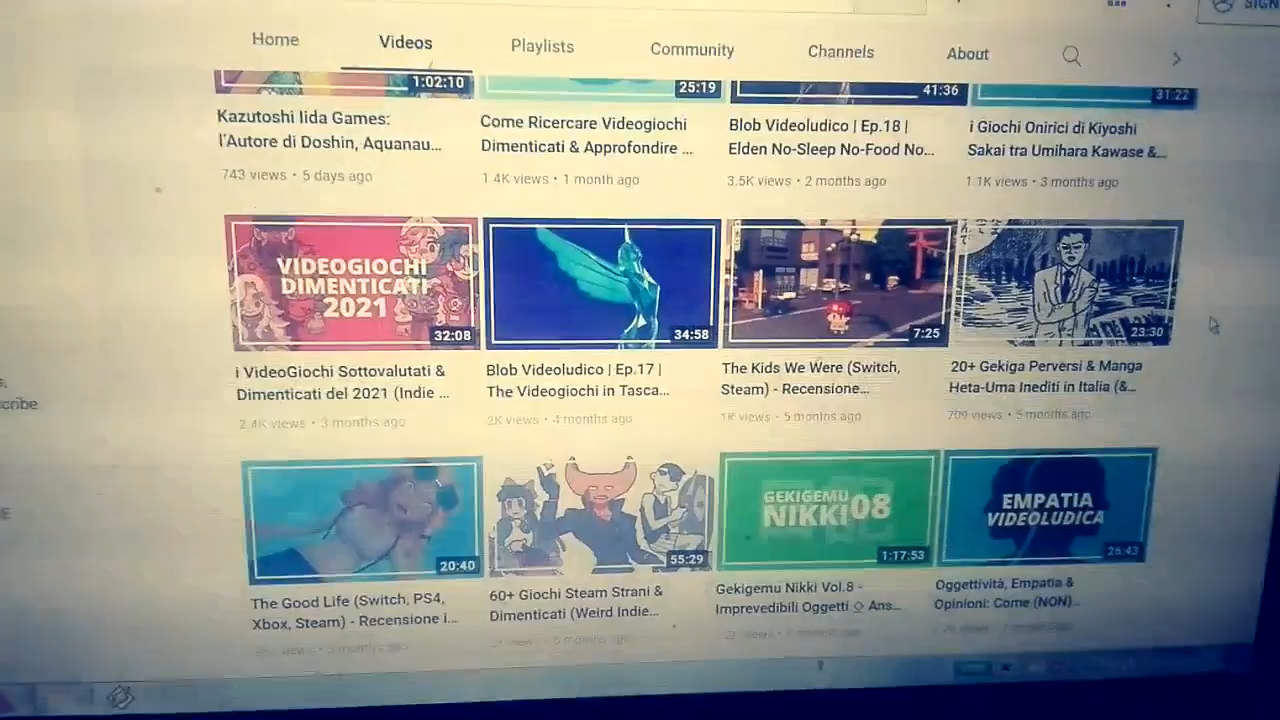 SIGN
Home
Videos
Playlists
Community
Channels
About
1:02:10
25:19
41:36
31:22
Kazutoshi Iida Games:
l'Autore di Doshin, Aquanau...
743 views • 5 days ago
Come Ricercare Videogiochi
Dimenticati & Approfondire ...
1.4K views • 1 month ago
Blob Videoludico | Ep.18 |
Elden No-Sleep No-Food No...
3.5K views • 2 months ago
i Giochi Onirici di Kiyoshi
Sakai tra Umihara Kawase &...
1.1K views • 3 months ago
VIDEOGIOCHI
DIMENTICATI
2021
32:08
34:58
7:25
23:30
i VideoGiochi Sottovalutati &
Dimenticati del 2021 (Indie ...
2.4K views • 3 months ago
Blob Videoludico | Ep.17 |
The Videogiochi in Tasca...
2K views • 4 months ago
The Kids We Were (Switch,
Steam) - Recensione...
1K views • 5 months ago
20+ Gekiga Perversi & Manga
Heta-Uma Inediti in Italia (&...
709 views • 5 months ago
cribe
20:40
55:29
GEKIGEMU
NIKKI 08
1:17:53
EMPATIA
VIDEOLUDICA
26:43
The Good Life (Switch, PS4,
Xbox, Steam) - Recensione I...
60+ Giochi Steam Strani &
Dimenticati (Weird Indie...
Gekigemu Nikki Vol.8 -
Imprevedibili Oggetti ◇ Ans...
Oggettività, Empatia &
Opinioni: Come (NON)...